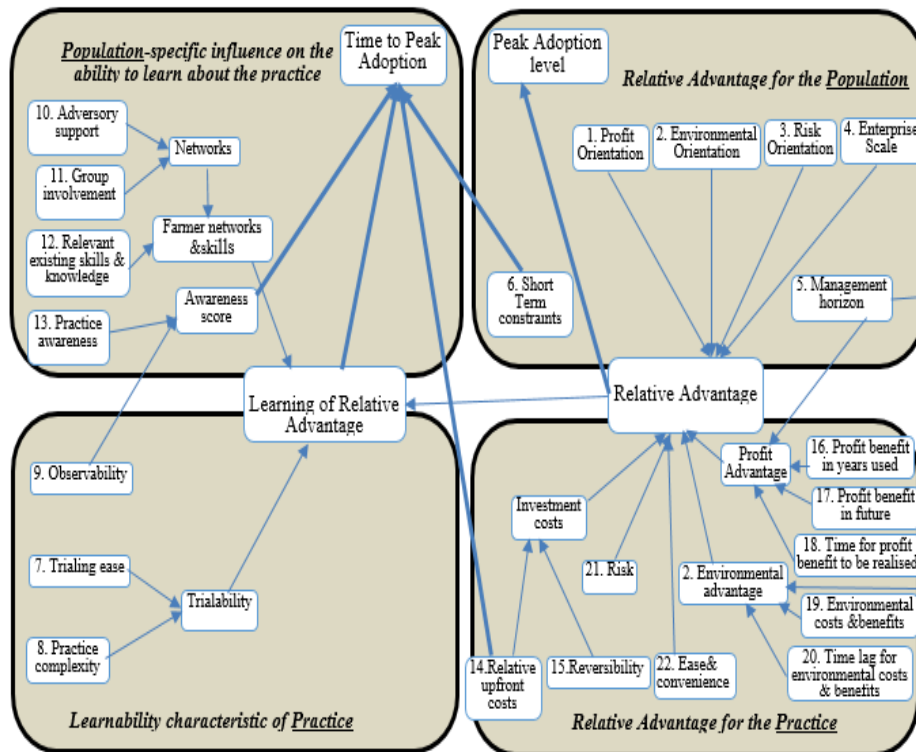 Population-specific influence on the
ability to learn about the practice
Time to Peak
Adoption
10. Adversory
support
Networks
11. Group
involvement
Farmer networks
&skills
12. Relevant
existing skills &
knowledge
Awareness
score
13. Practice
awareness
Peak Adoption
level
Relative Advantage for the Population
1. Profit
Orientation
2. Environmental
Orientation
3. Risk
Orientation
4. Enterprise
Scale
6. Short
Term
constraints
5. Management
horizon
Learning of Relative
Advantage
Relative Advantage
9. Observability
7. Trialing ease
Trialability
8. Practice
complexity
Learnability characteristic of Practice
Profit
Advantage
16. Profit benefit
in years used
17. Profit benefit
in future
18. Time for profit
benefit to be realised
Investment
costs
21. Risk
2. Environmental
advantage
19. Environmental
costs &benefits
20. Time lag for
environmental costs
& benefits
14.Relative
upfront
costs
15.Reversibility
22. Ease&
convenience
Relative Advantage for the Practice